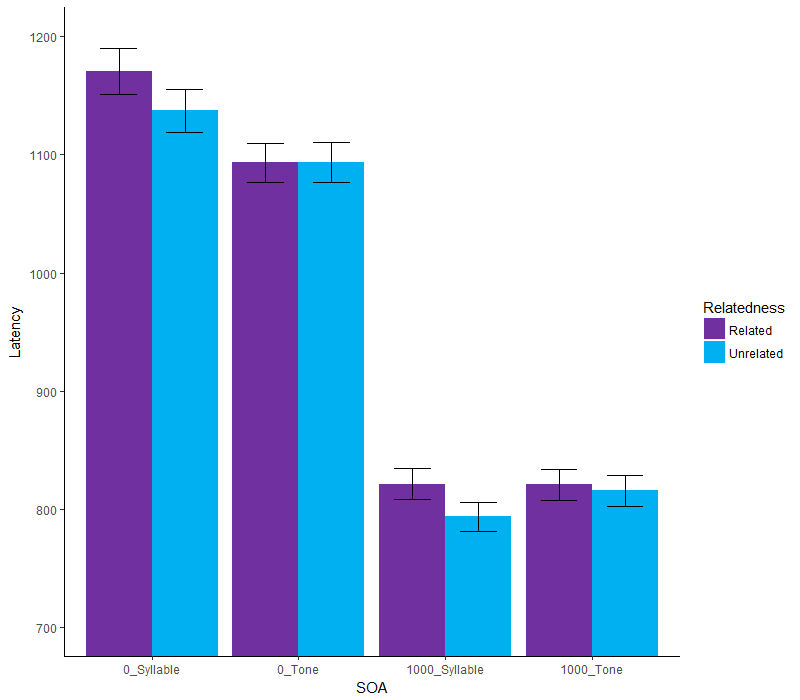 1200
1100
1000
900
800
700
Latency
0_Syllable
0_Tone
1000_Syllable
1000_Tone
SOA
Relatedness
Related
Unrelated